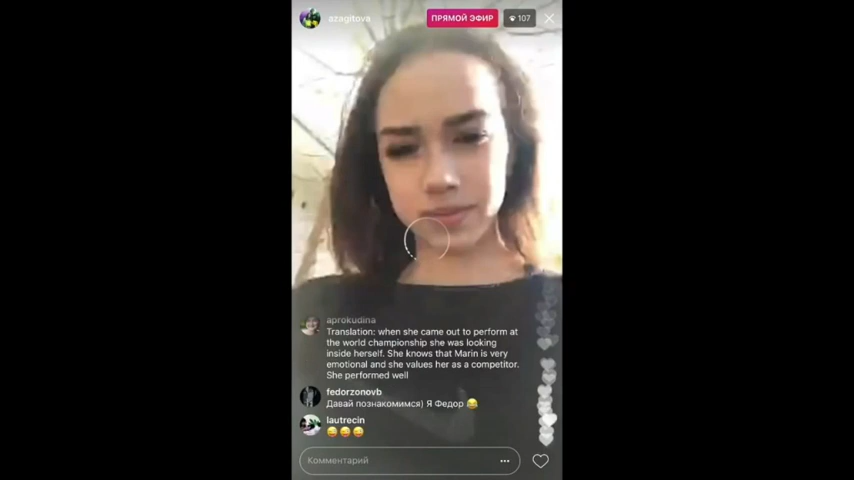 azagitova
ПРЯМОЙ ЭФИР
107
aprokudina
Translation: when she came out to perform at
the world championship she was looking
inside herself. She knows that Marin is very
emotional and she values her as a competitor.
She performed well
fedorzonovb
Давай познакомимся) Я Федор 😂
lautrecin
😂😂😂
Комментарий